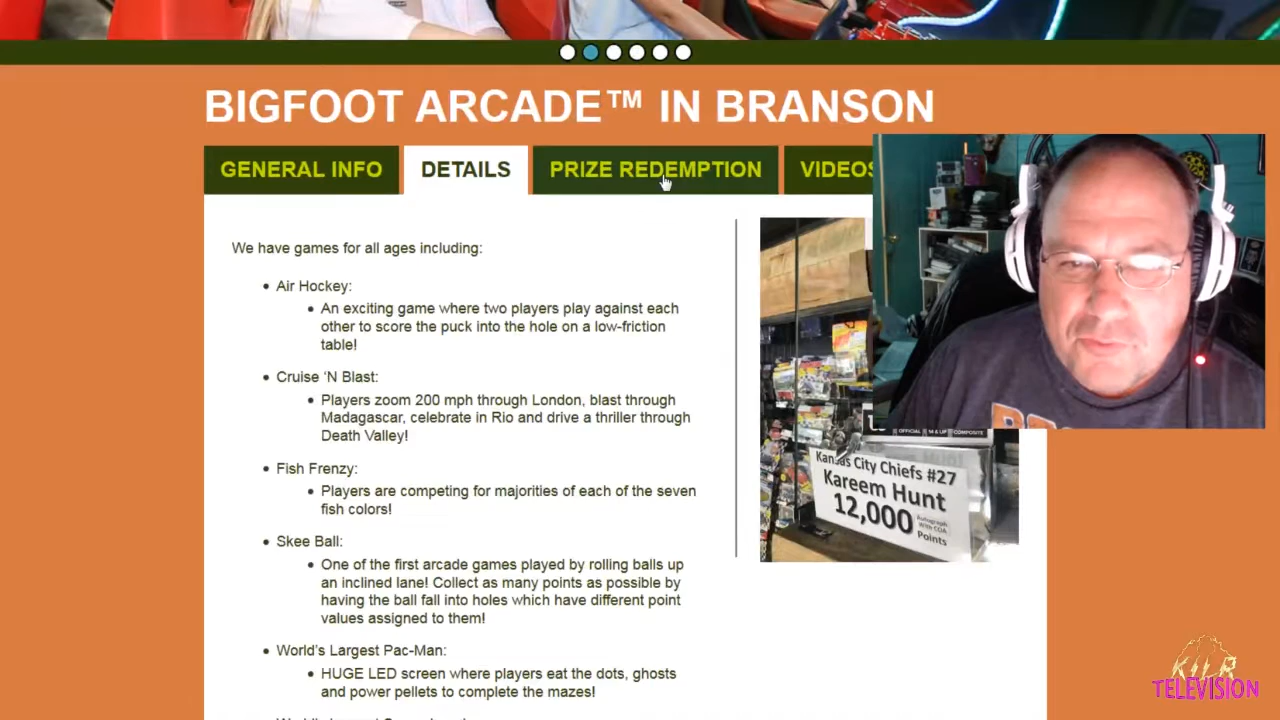 BIGFOOT ARCADE™ IN BRANSON
GENERAL INFO
DETAILS
PRIZE REDEMPTION
VIDEOS
We have games for all ages including:
• Air Hockey:
• An exciting game where two players play against each
other to score the puck into the hole on a low-friction
table!
• Cruise ‘N Blast:
• Players zoom 200 mph through London, blast through
Madagascar, celebrate in Rio and drive a thriller through
Death Valley!
• Fish Frenzy:
• Players are competing for majorities of each of the seven
fish colors!
• Skee Ball:
• One of the first arcade games played by rolling balls up
an inclined lane! Collect as many points as possible by
having the ball fall into holes which have different point
values assigned to them!
• World’s Largest Pac-Man:
• HUGE LED screen where players eat the dots, ghosts
and power pellets to complete the mazes!
OFFICIAL
COMPOSITE
Kansas City Chiefs #27
Kareem Hunt
12,000
Autograph
With COA
Points
KILR
TELEVISION